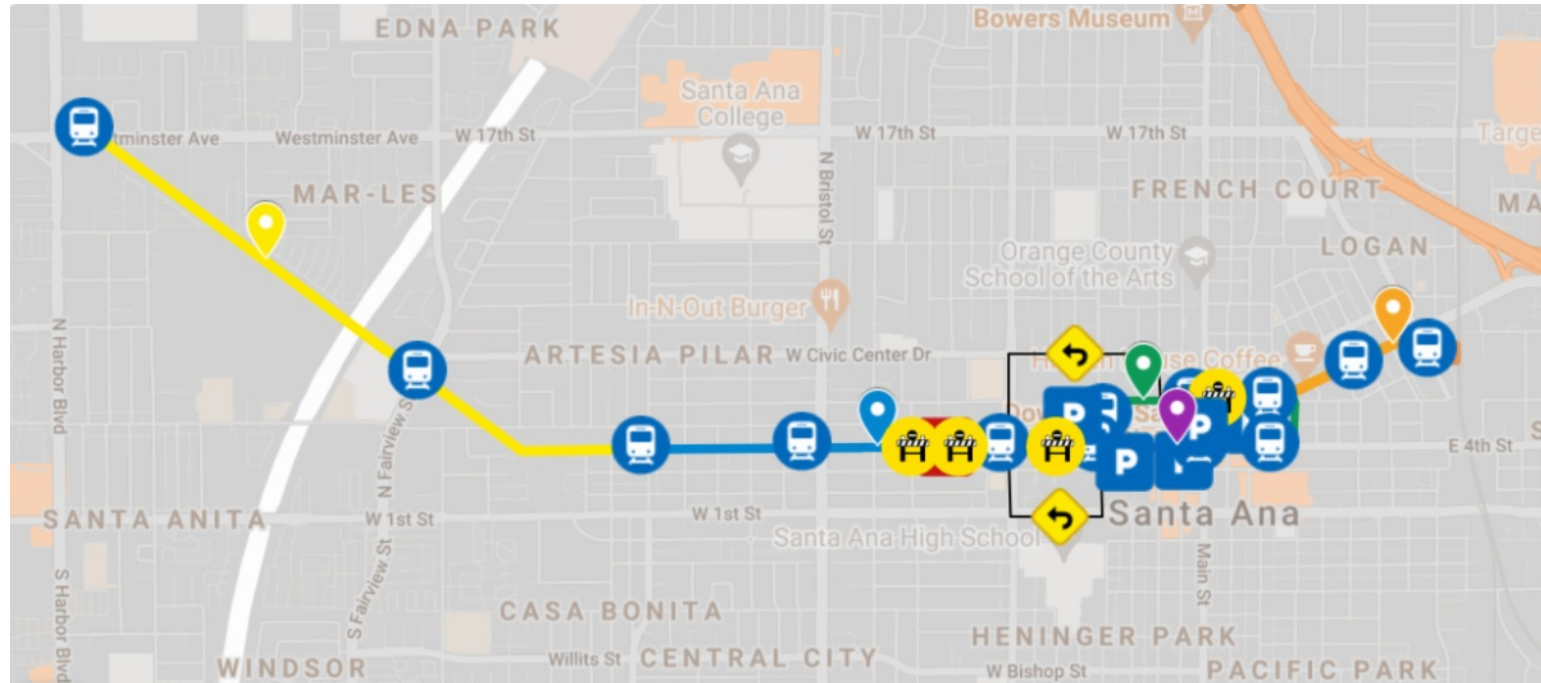 EDNA PARK
Bowers Museum
Santa Ana
College
tminster Ave
Westminster Ave
W 17th St
W 17th St
W 17th St
Targe
MAR-LES
N Bristol St
FRENCH COURT
MA
LOGAN
Orange County
School of the Arts
In-N-Out Burger
N Harbor Blvd
ARTESIA PILAR
W Civic Center Dr
use Coffee
Dow
Sa
P
P
P
E 4th St
S
N Fairview S
SANTA ANITA
W 1st St
W 1st St
Santa Ana
Santa Ana High School
S Harbor Blvd
S Fairview St
Main St
CASA BONITA
HENINGER PARK
Willits St
CENTRAL CITY
W Bishop St
WINDSOR
PACIFIC PARK